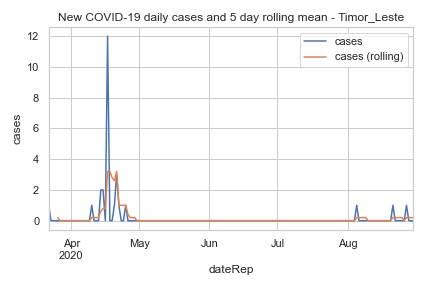 New COVID-19 daily cases and 5 day rolling mean - Timor_Leste
cases
cases (rolling)
12
10
8
6
4
2
0
cases
Apr
2020
May
Jun
Jul
Aug
dateRep